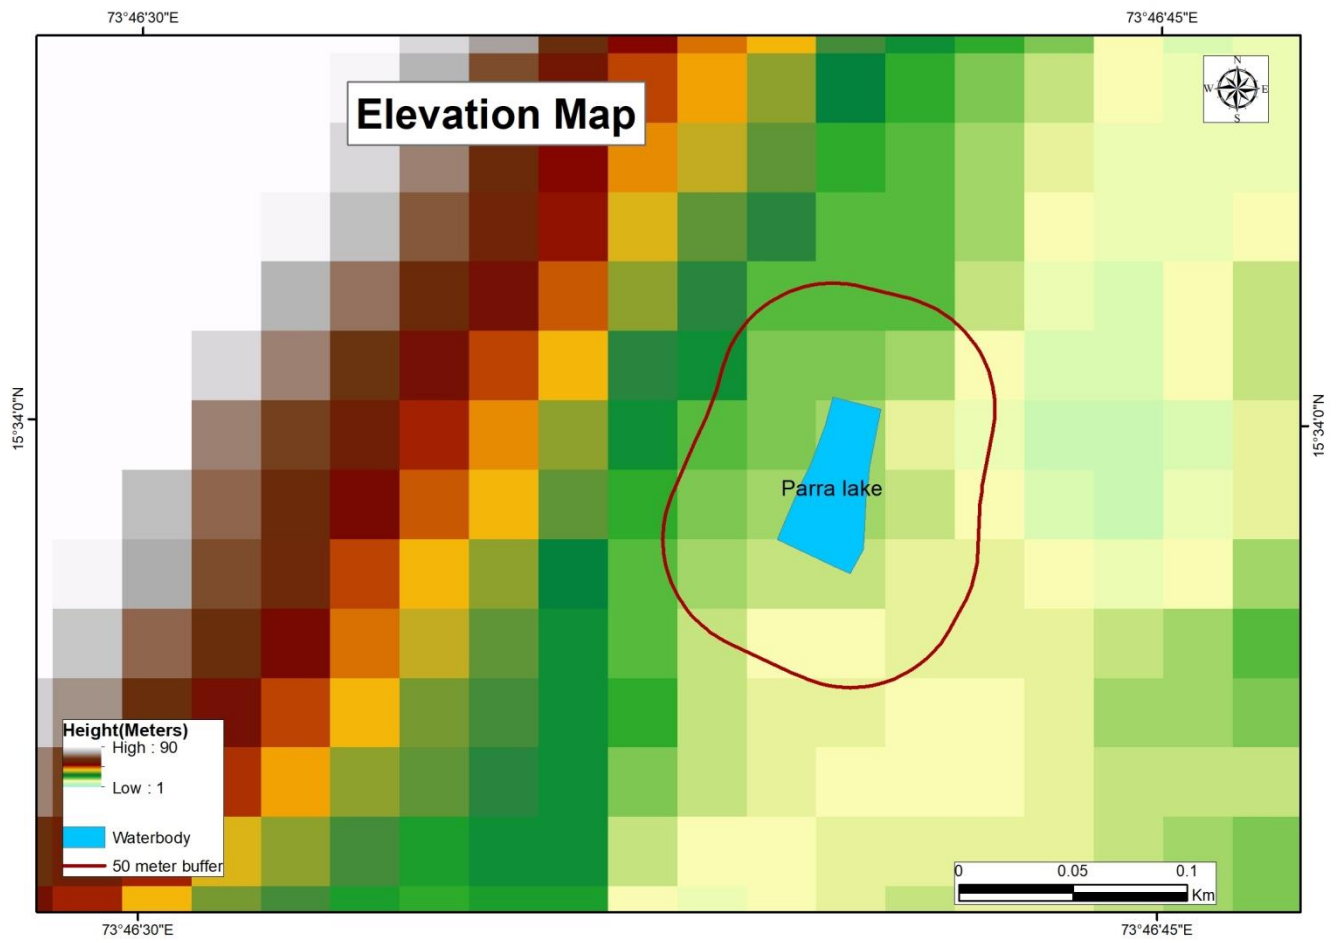 73°46'30"E
73°46'45"E
Elevation Map
N
W E
S
15°34'0"N
15°34'0"N
Parra lake
Height(Meters)
High : 90
Low : 1
Waterbody
50 meter buffer
0 0.05 0.1
Km
73°46'30"E
73°46'45"E